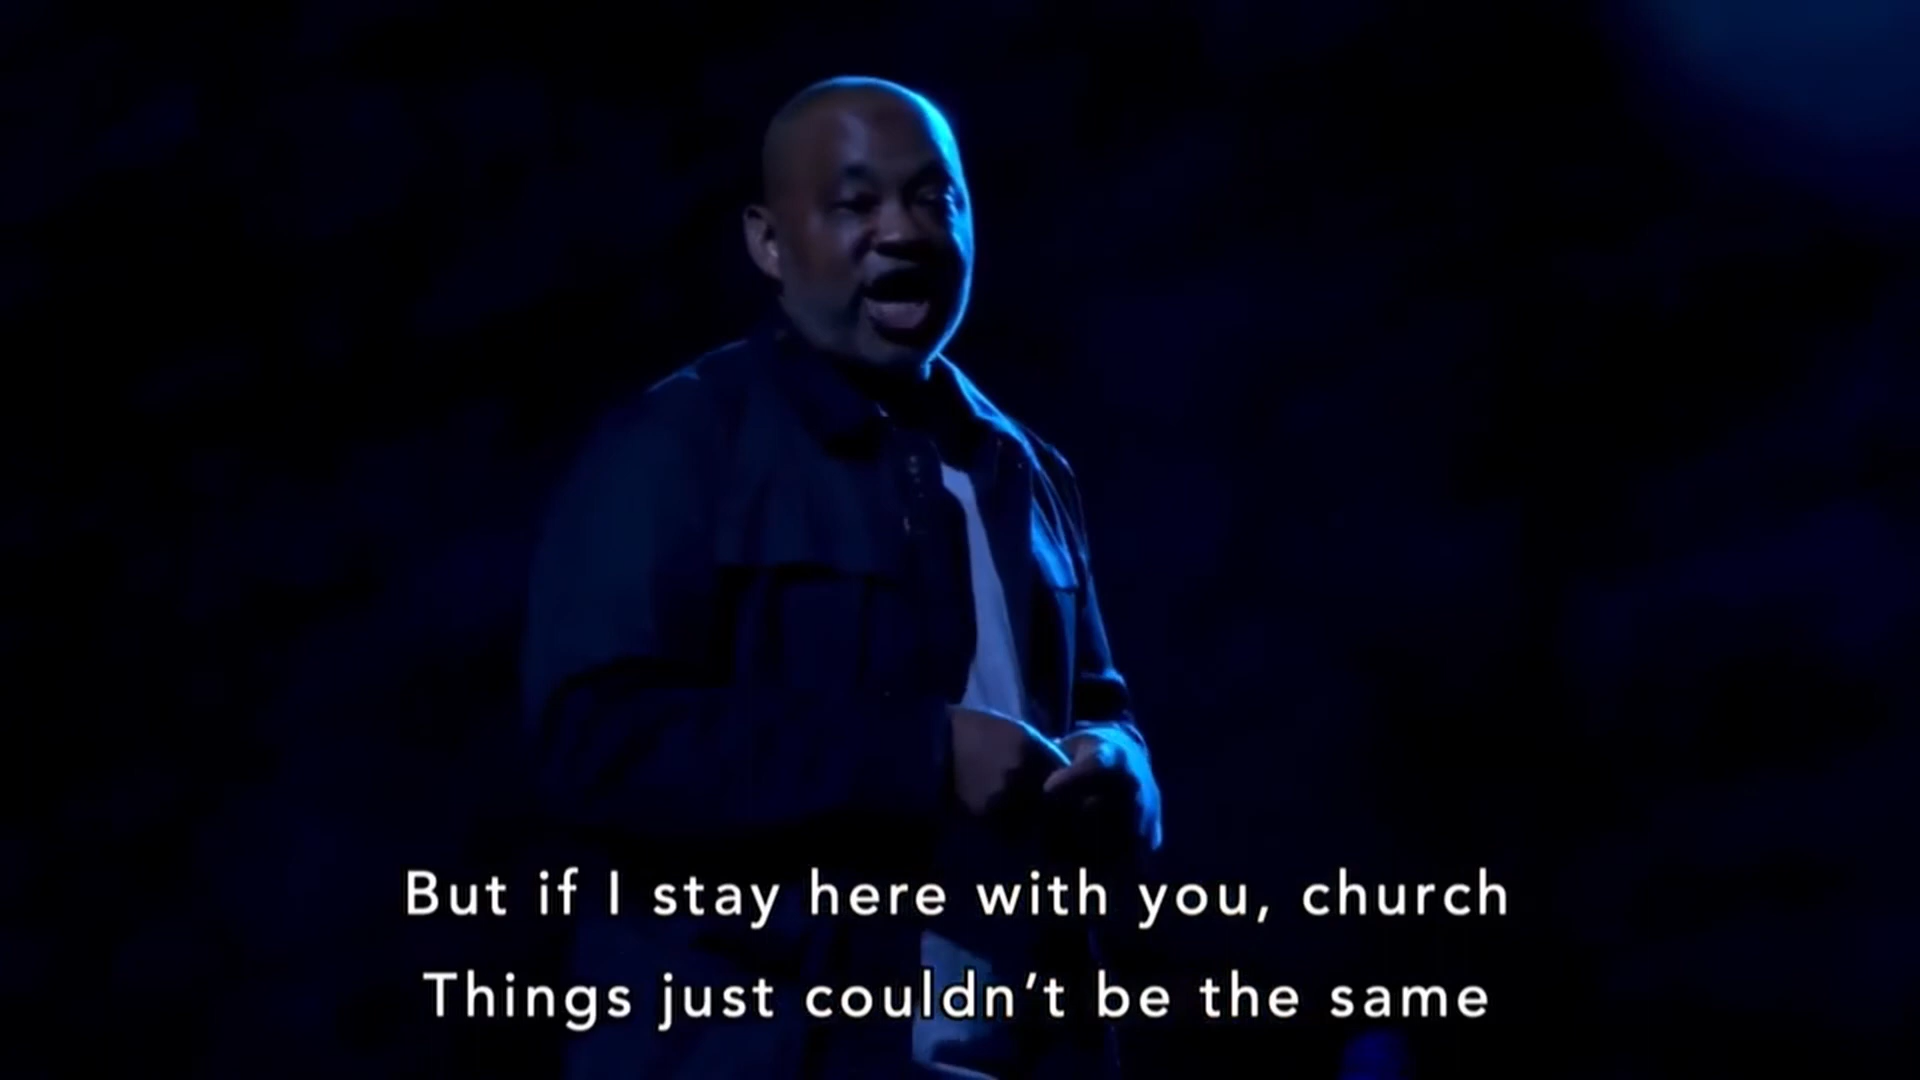 But if I stay here with you, church
Things just couldn’t be the same